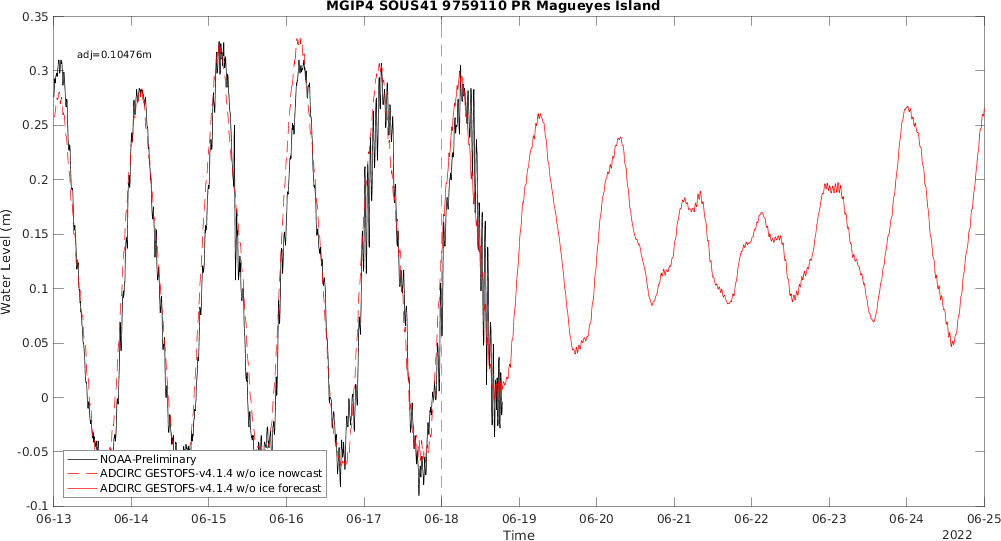 MGIP4 SOUS41 9759110 PR Magueyes Island
adj=0.10476m
Water Level (m)
0.35
0.3
0.25
0.2
0.15
0.1
0.05
0
-0.05
-0.1
NOAA-Preliminary
ADCIRC GESTOFS-v4.1.4 w/o ice nowcast
ADCIRC GESTOFS-v4.1.4 w/o ice forecast
06-13 06-14 06-15 06-16 06-17 06-18 06-19 06-20 06-21 06-22 06-23 06-24 06-25
Time
2022